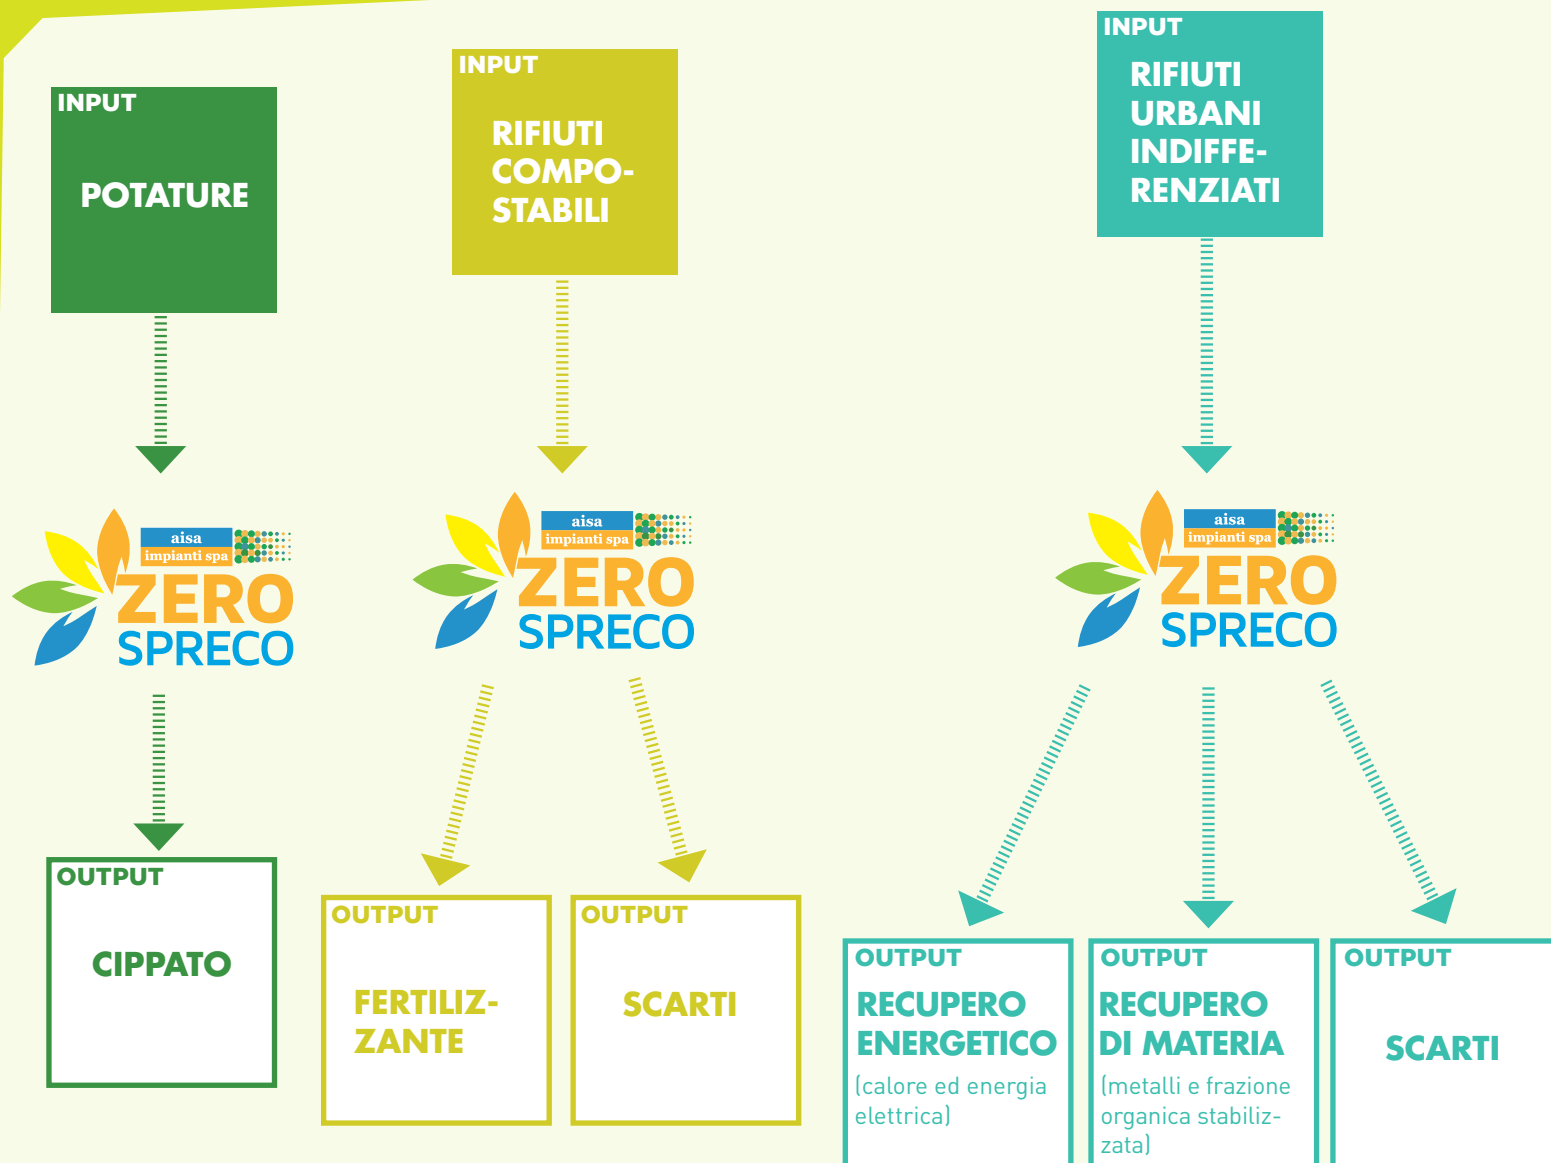 INPUT
POTATURE
INPUT
RIFIUTI
COMPO-
STABILI
INPUT
RIFIUTI
URBANI
INDIFFE-
RENZIATI
aisa
impianti spa
ZERO
SPRECO
aisa
impianti spa
ZERO
SPRECO
aisa
impianti spa
ZERO
SPRECO
OUTPUT
CIPPATO
OUTPUT
FERTILIZ-
ZANTE
OUTPUT
SCARTI
OUTPUT
RECUPERO
ENERGETICO
(calore ed energia
elettrica)
OUTPUT
RECUPERO
DI MATERIA
(metalli e frazione
organica stabiliz-
zata)
OUTPUT
SCARTI